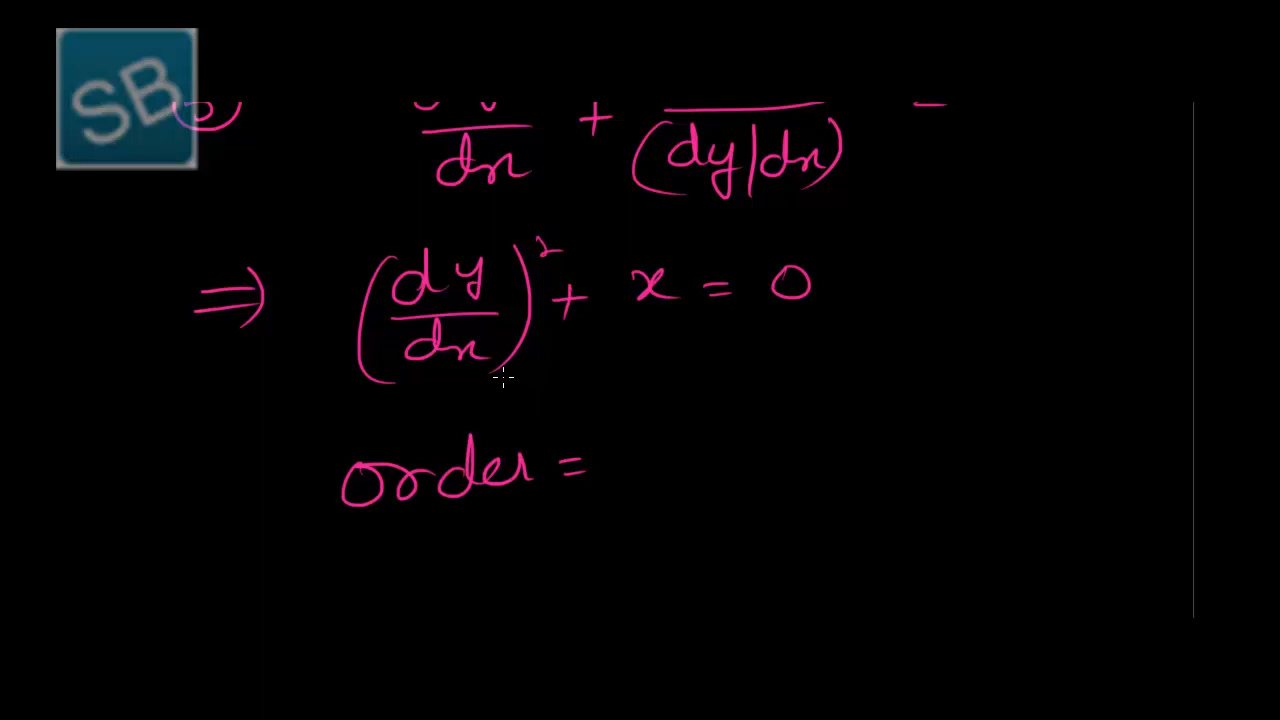 SB
dx + (dy/dx)
⇒ (dy/dx)² + x = 0
order =